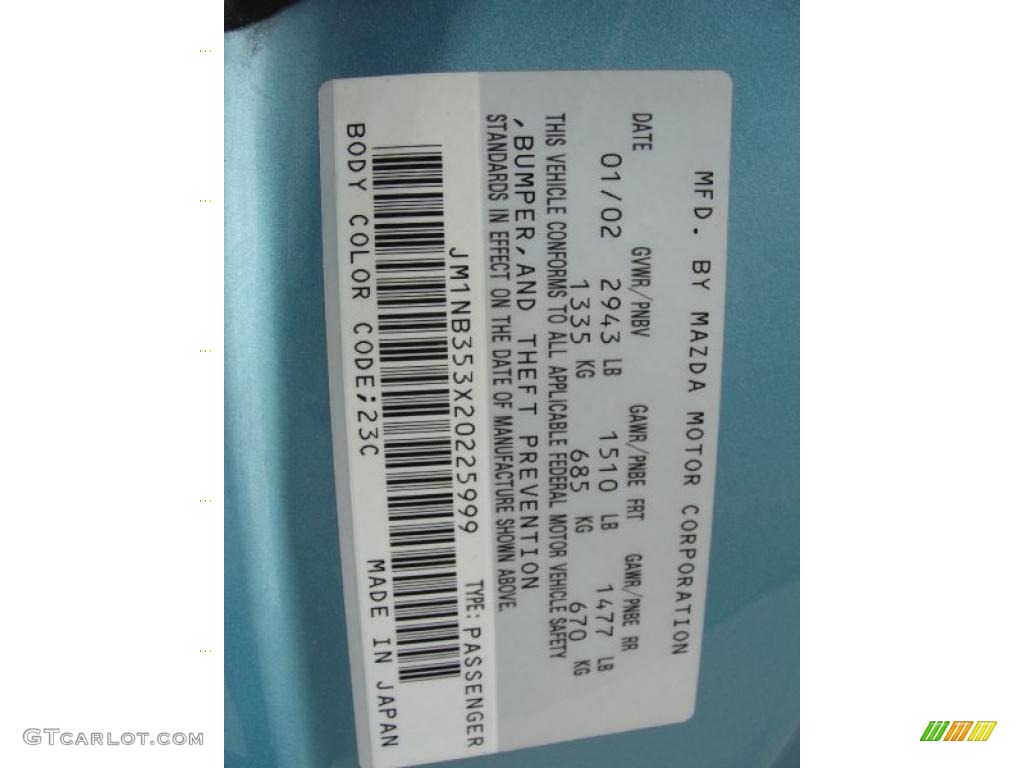 MFD. BY MAZDA MOTOR CORPORATION
DATE GVWR/PNBV GAWR/PNBE FRT GAWR/PNBE RR
01/02 2943 LB 1510 LB 1477 LB
1335 KG 685 KG 670 KG
THIS VEHICLE CONFORMS TO ALL APPLICABLE FEDERAL MOTOR VEHICLE SAFETY
,BUMPER,AND THEFT PREVENTION
STANDARDS IN EFFECT ON THE DATE OF MANUFACTURE SHOWN ABOVE.
JM1NB353X20225999 TYPE: PASSENGER
BODY COLOR CODE;23C MADE IN JAPAN
GTCARLOT.COM